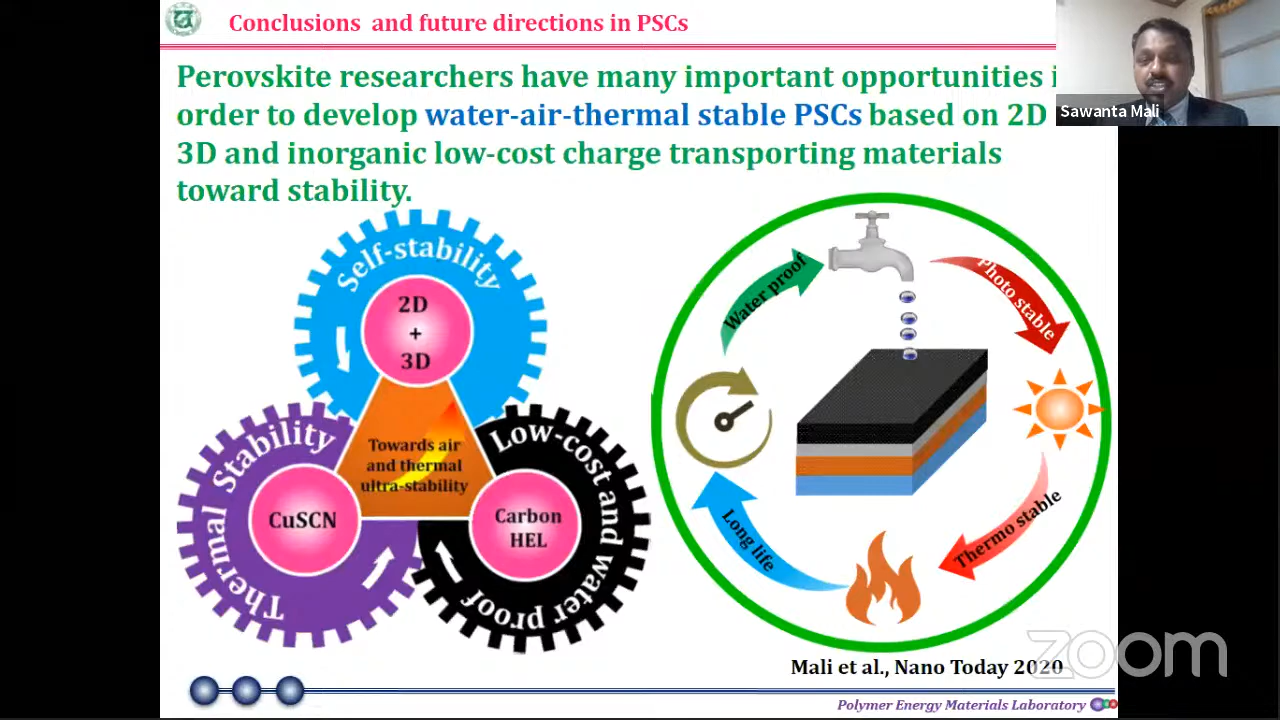 Conclusions and future directions in PSCs
Perovskite researchers have many important opportunities i
order to develop water-air-thermal stable PSCs based on 2D
3D and inorganic low-cost charge transporting materials
toward stability.
Sawanta Mali
Self-stability
2D
+
3D
Thermal Stability
CuSCN
Towards air
and thermal
ultra-stability
Low-cost and water proof
Carbon
HEL
Water proof
Photo stable
Thermo stable
Long life
Mali et al., Nano Today 2020
zoom
Polymer Energy Materials Laboratory